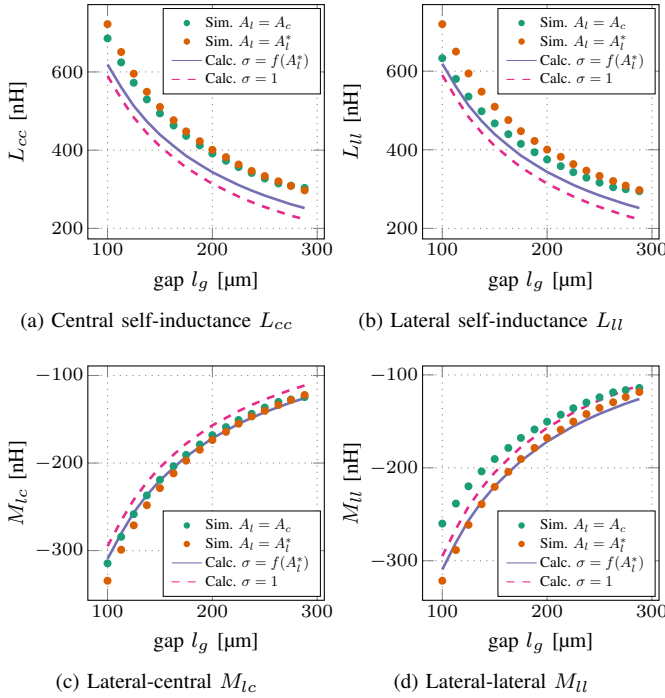 Sim. A_l = A_c
Sim. A_l = A_l^*
Calc. σ = f(A_l^*)
Calc. σ = 1
600
400
200
L_cc [nH]
100
200
300
gap l_g [µm]
(a) Central self-inductance L_cc
Sim. A_l = A_c
Sim. A_l = A_l^*
Calc. σ = f(A_l^*)
Calc. σ = 1
600
400
200
L_ll [nH]
100
200
300
gap l_g [µm]
(b) Lateral self-inductance L_ll
−100
−200
−300
M_lc [nH]
Sim. A_l = A_c
Sim. A_l = A_l^*
Calc. σ = f(A_l^*)
Calc. σ = 1
100
200
300
gap l_g [µm]
(c) Lateral-central M_lc
−100
−200
−300
M_ll [nH]
Sim. A_l = A_c
Sim. A_l = A_l^*
Calc. σ = f(A_l^*)
Calc. σ = 1
100
200
300
gap l_g [µm]
(d) Lateral-lateral M_ll